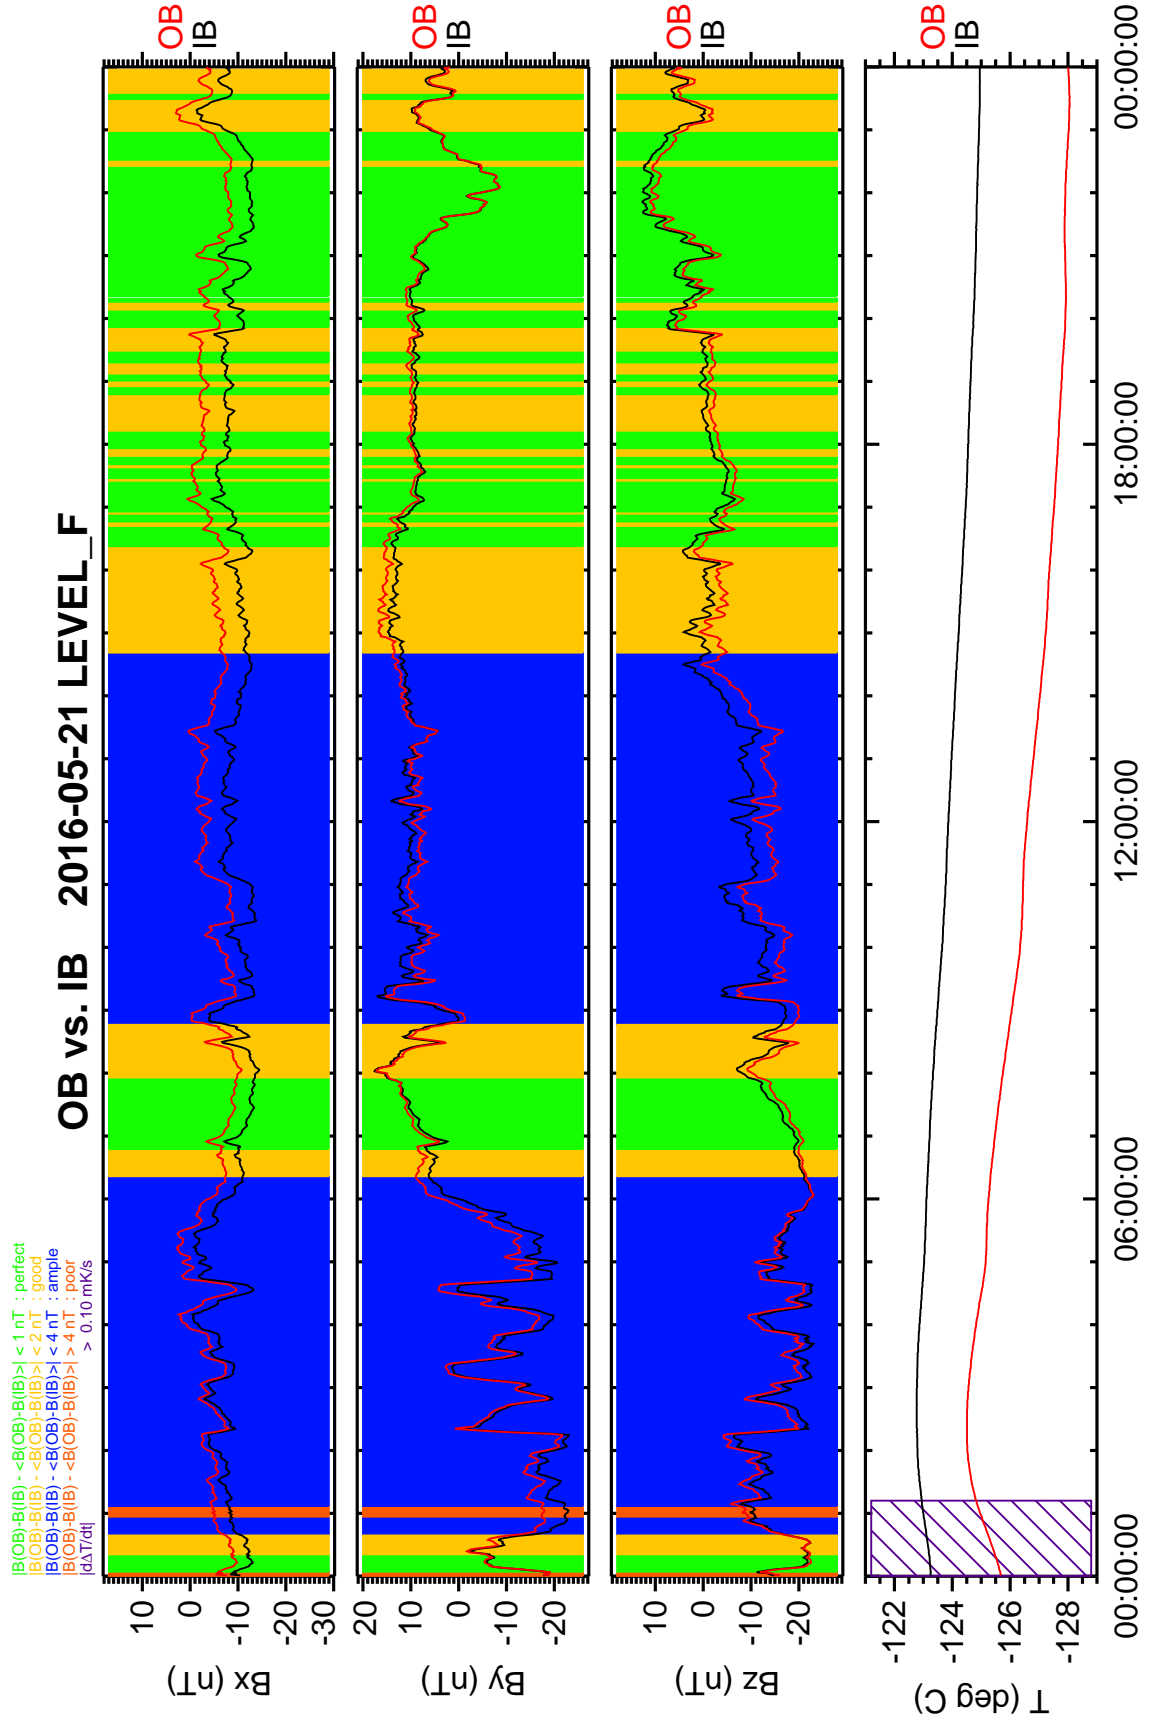 |B(OB)-B(IB) - <B(OB)-B(IB)>| < 1 nT : perfect
|B(OB)-B(IB) - <B(OB)-B(IB)>| < 2 nT : good
|B(OB)-B(IB) - <B(OB)-B(IB)>| < 4 nT : ample
|B(OB)-B(IB) - <B(OB)-B(IB)>| > 4 nT : poor
|dΔT/dt| > 0.10 mK/s
OB vs. IB 2016-05-21 LEVEL_F
Bx (nT)
10
0
-10
-20
-30
OB
IB
By (nT)
20
10
0
-10
-20
OB
IB
Bz (nT)
10
0
-10
-20
OB
IB
T (deg C)
-122
-124
-126
-128
OB
IB
00:00:00
06:00:00
12:00:00
18:00:00
00:00:00